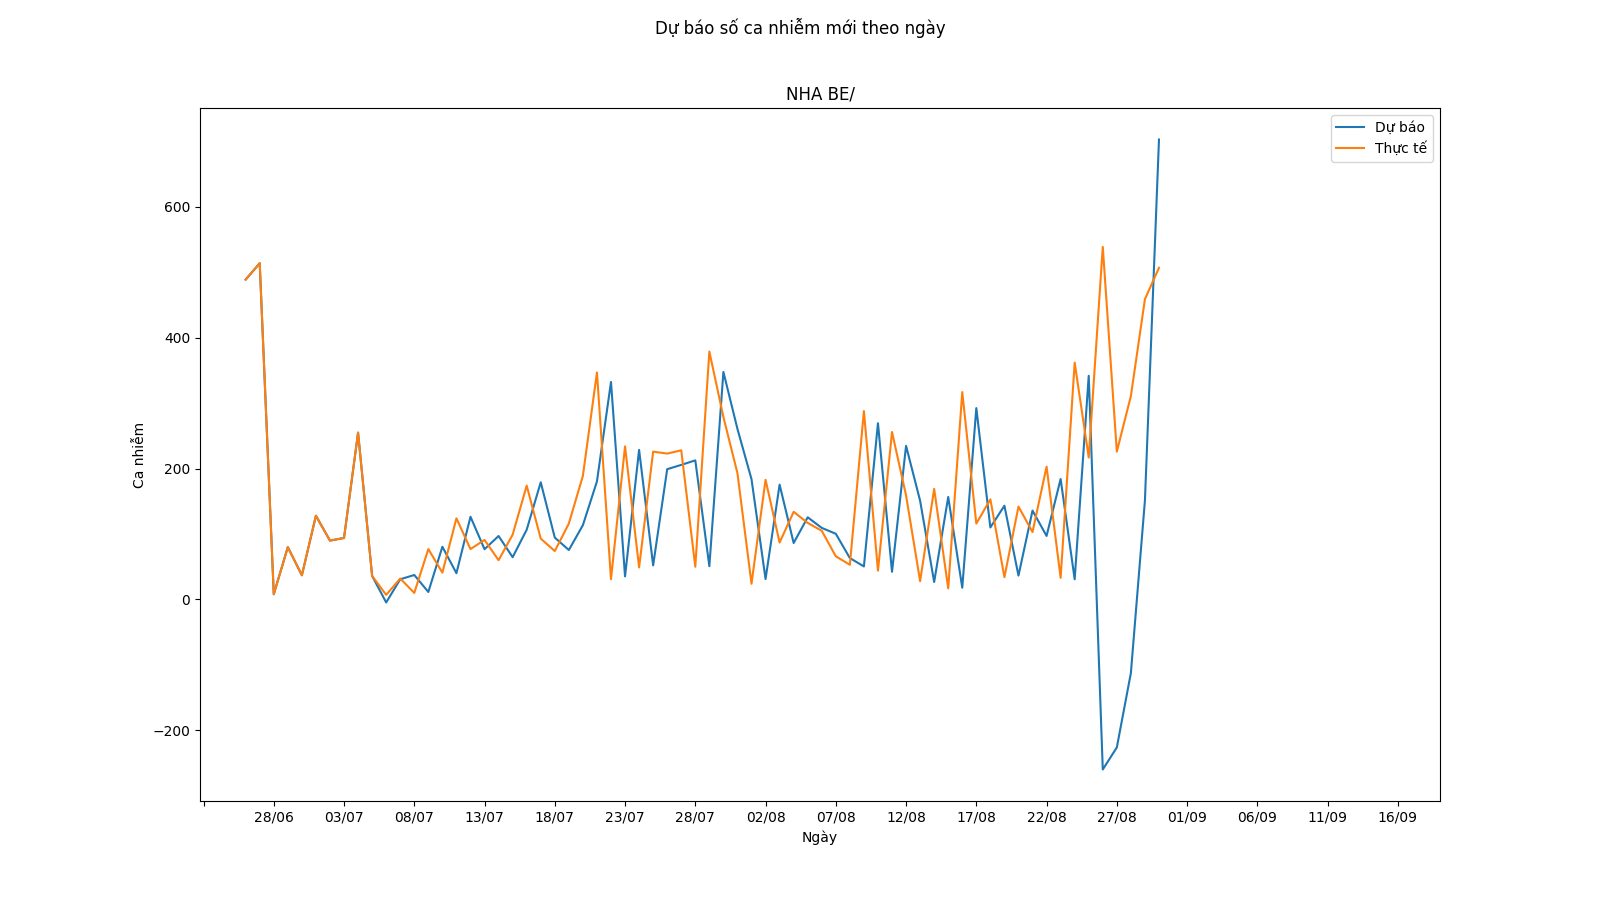 Dự báo số ca nhiễm mới theo ngày
NHA BE/
Dự báo
Thực tế
600
400
200
0
−200
Ca nhiễm
28/06 03/07 08/07 13/07 18/07 23/07 28/07 02/08 07/08 12/08 17/08 22/08 27/08 01/09 06/09 11/09 16/09
Ngày